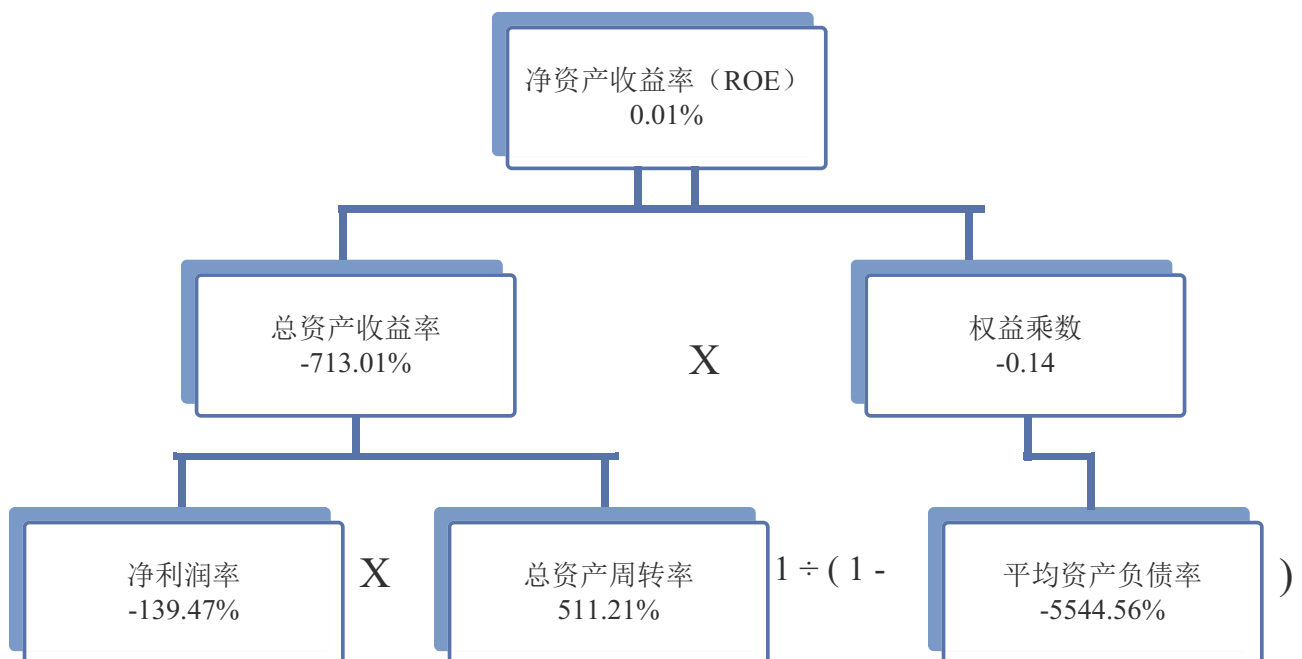 净资产收益率（ROE）
0.01%
总资产收益率
-713.01%
X
权益乘数
-0.14
净利润率
-139.47%
X
总资产周转率
511.21%
1 ÷ ( 1 -
平均资产负债率
-5544.56%
)